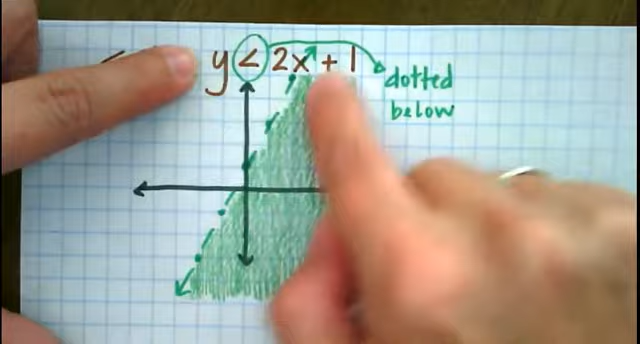 y < 2x + 1
dotted
below